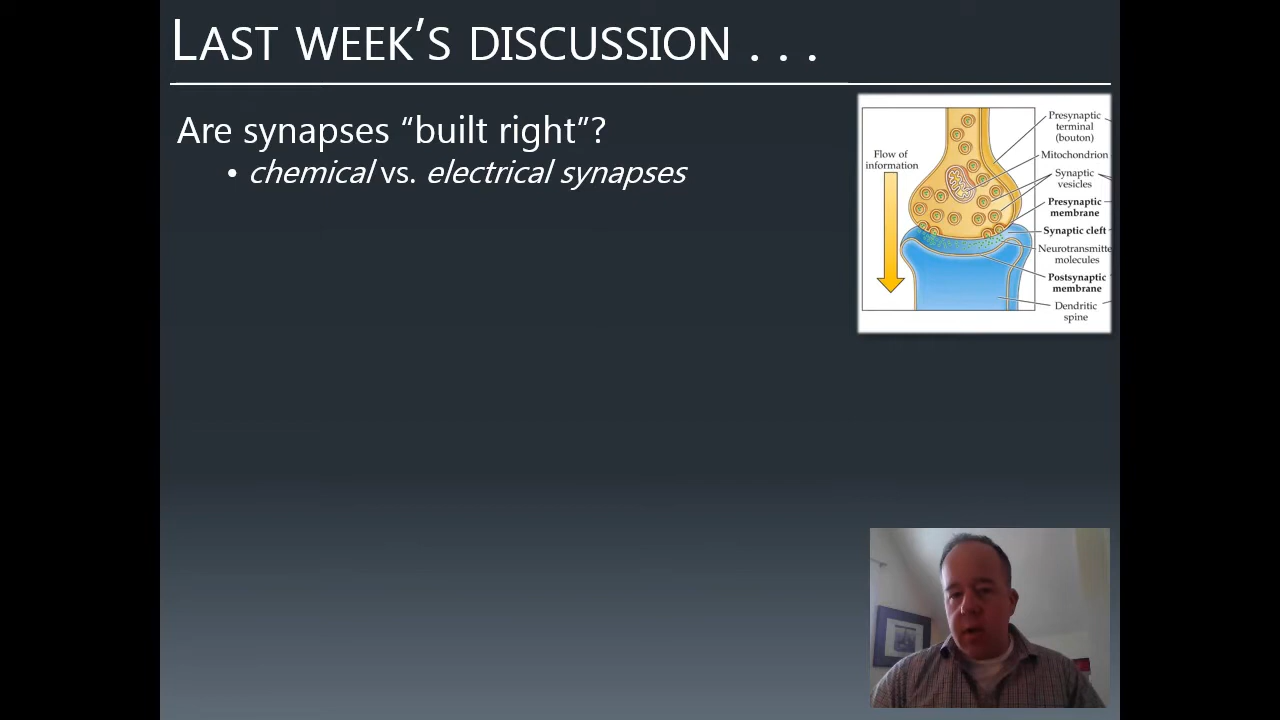 LAST WEEK'S DISCUSSION . . .
Are synapses “built right”?
• chemical vs. electrical synapses
Flow of
information
Presynaptic
terminal
(bouton)
Mitochondrion
Synaptic
vesicles
Presynaptic
membrane
Synaptic cleft
Neurotransmitte
molecules
Postsynaptic
membrane
Dendritic
spine